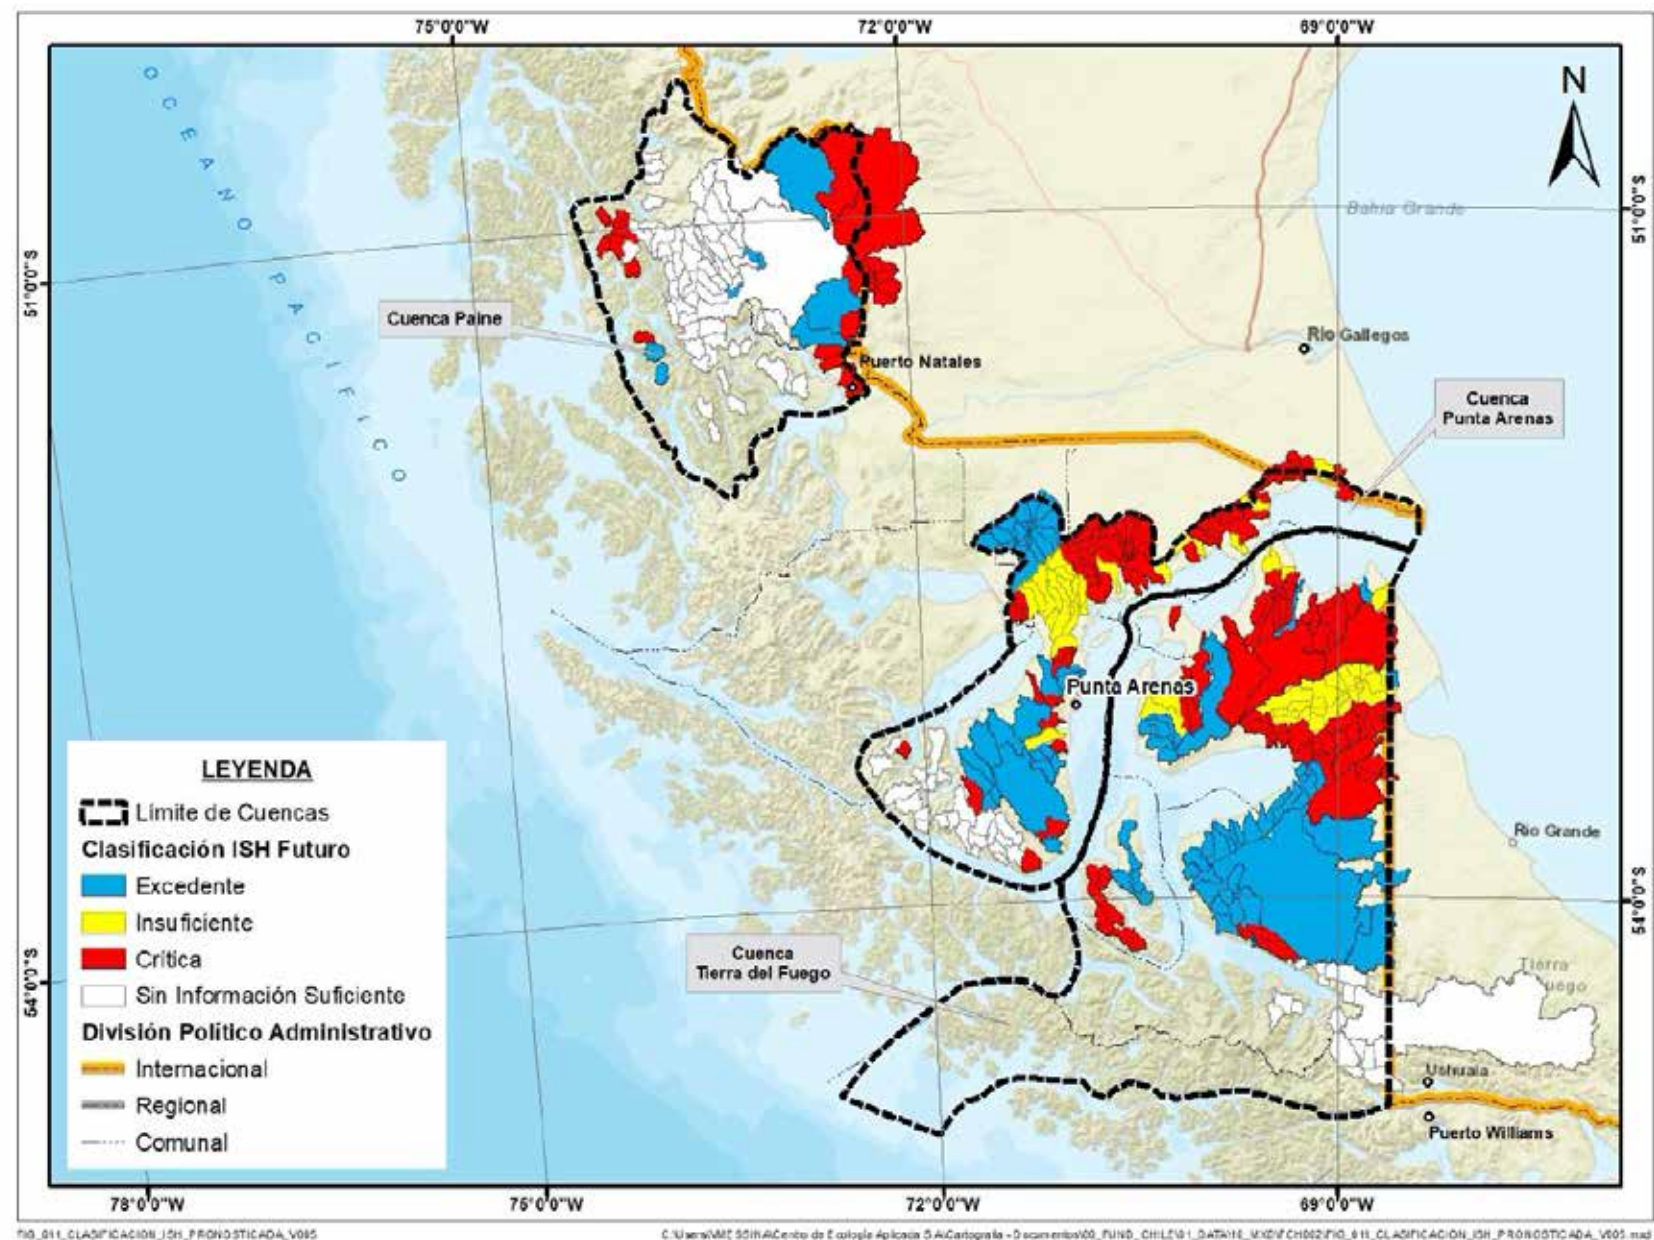 75°0'0"W
72°0'0"W
69°0'0"W
N
OCEANO PACIFICO
Bahia Grande
51°0'0"S
51°0'0"S
Cuenca Paine
Río Gallegos
Puerto Natales
Cuenca
Punta Arenas
Punta Arenas
LEYENDA
Límite de Cuencas
Clasificación ISH Futuro
Excedente
Insuficiente
Crítica
Sin Información Suficiente
División Político Administrativo
Internacional
Regional
Comunal
Rio Grande
54°0'0"S
54°0'0"S
Cuenca
Tierra del Fuego
Tierra
Ushuaia
Puerto Williams
78°0'0"W
75°0'0"W
72°0'0"W
69°0'0"W
FIG_011_CLASIFICACION_ISH_PRONOSTICADA_V005